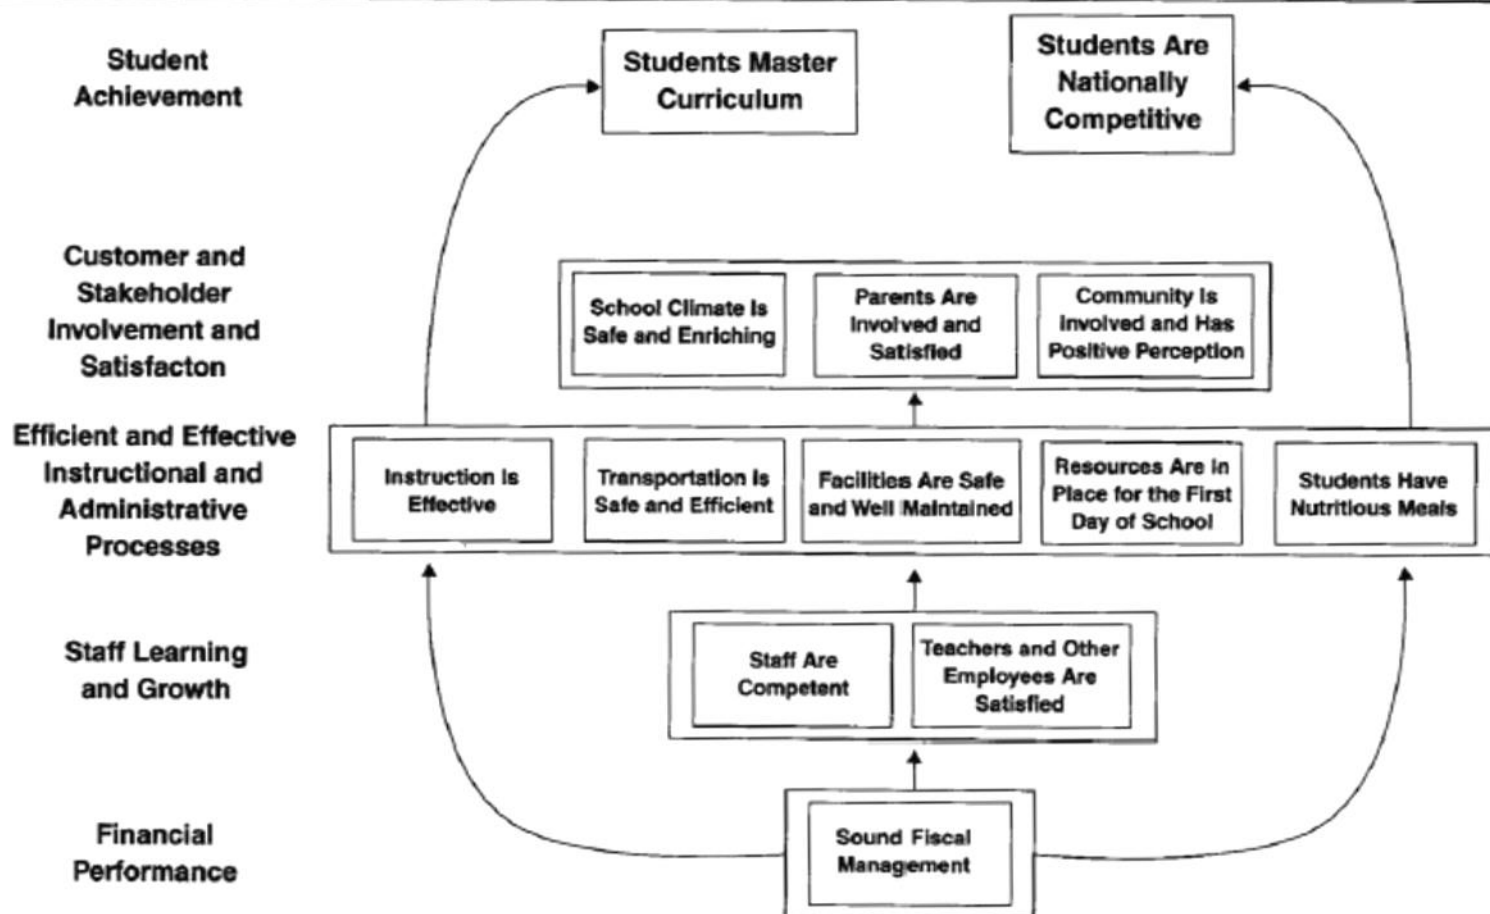 Student
Achievement
Students Master
Curriculum
Students Are
Nationally
Competitive
Customer and
Stakeholder
Involvement and
Satisfacton
School Climate Is
Safe and Enriching
Parents Are
Involved and
Satisfied
Community Is
Involved and Has
Positive Perception
Efficient and Effective
Instructional and
Administrative
Processes
Instruction Is
Effective
Transportation Is
Safe and Efficient
Facilities Are Safe
and Well Maintained
Resources Are in
Place for the First
Day of School
Students Have
Nutritious Meals
Staff Learning
and Growth
Staff Are
Competent
Teachers and Other
Employees Are
Satisfied
Financial
Performance
Sound Fiscal
Management